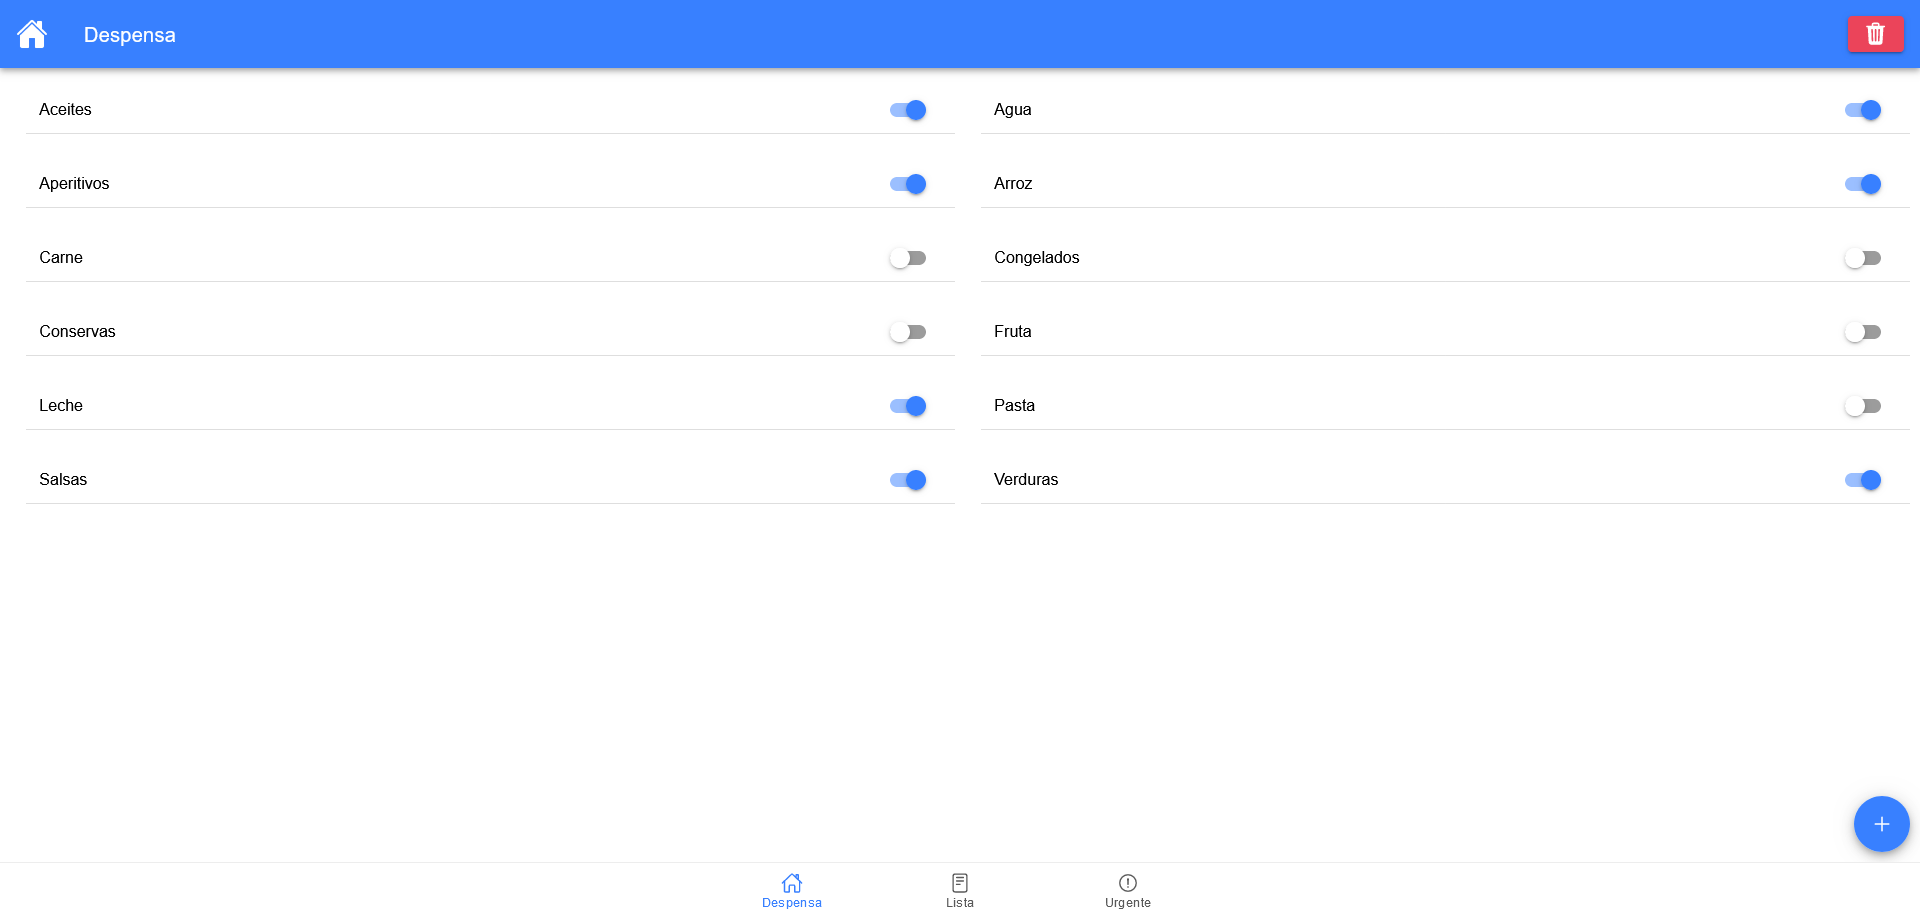 Despensa
Aceites
Agua
Aperitivos
Arroz
Carne
Congelados
Conservas
Fruta
Leche
Pasta
Salsas
Verduras
Despensa
Lista
Urgente